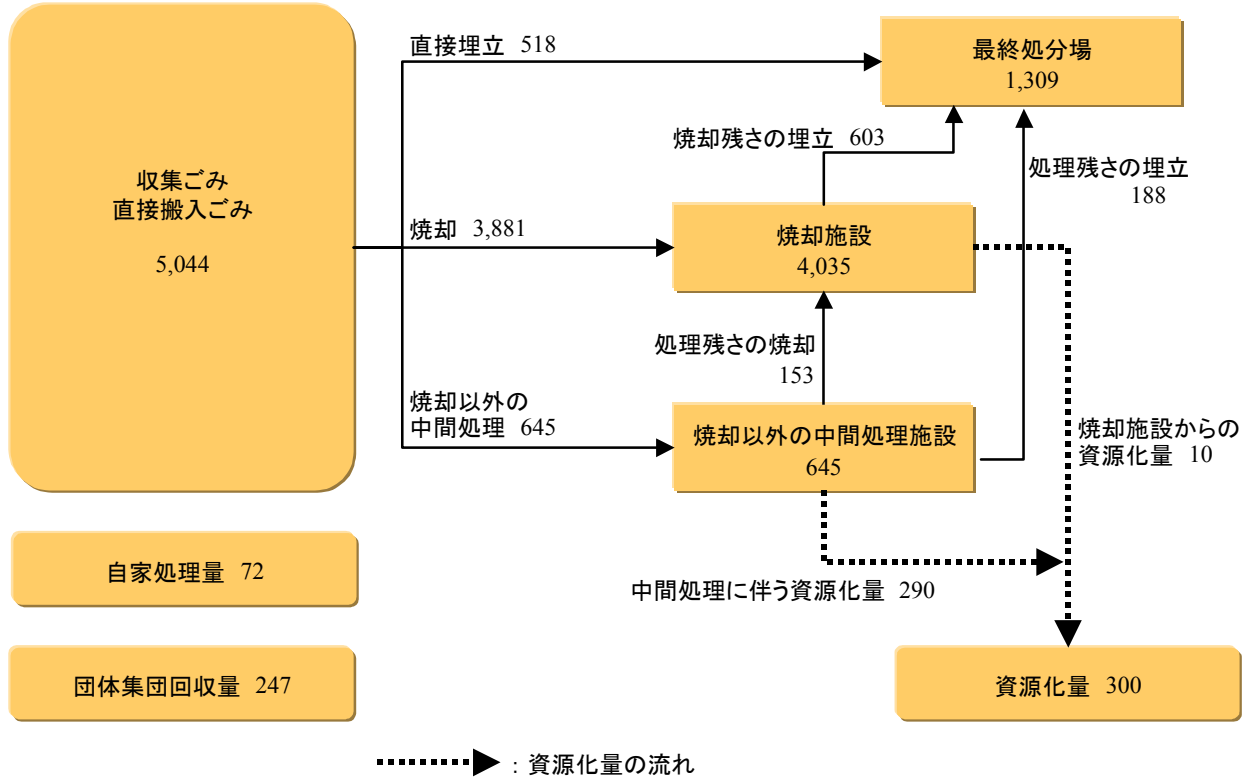 収集ごみ
直接搬入ごみ
5,044
直接埋立 518
最終処分場
1,309
焼却残さの埋立 603
処理残さの埋立
188
焼却 3,881
焼却施設
4,035
処理残さの焼却
153
焼却以外の
中間処理 645
焼却以外の中間処理施設
645
焼却施設からの
資源化量 10
中間処理に伴う資源化量 290
自家処理量 72
団体集団回収量 247
資源化量 300
：資源化量の流れ